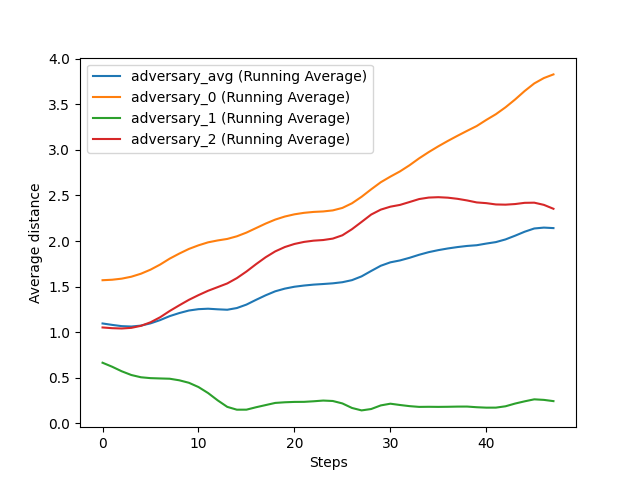 4.0
3.5
3.0
2.5
2.0
1.5
1.0
0.5
0.0
Average distance
adversary_avg (Running Average)
adversary_0 (Running Average)
adversary_1 (Running Average)
adversary_2 (Running Average)
0 10 20 30 40
Steps